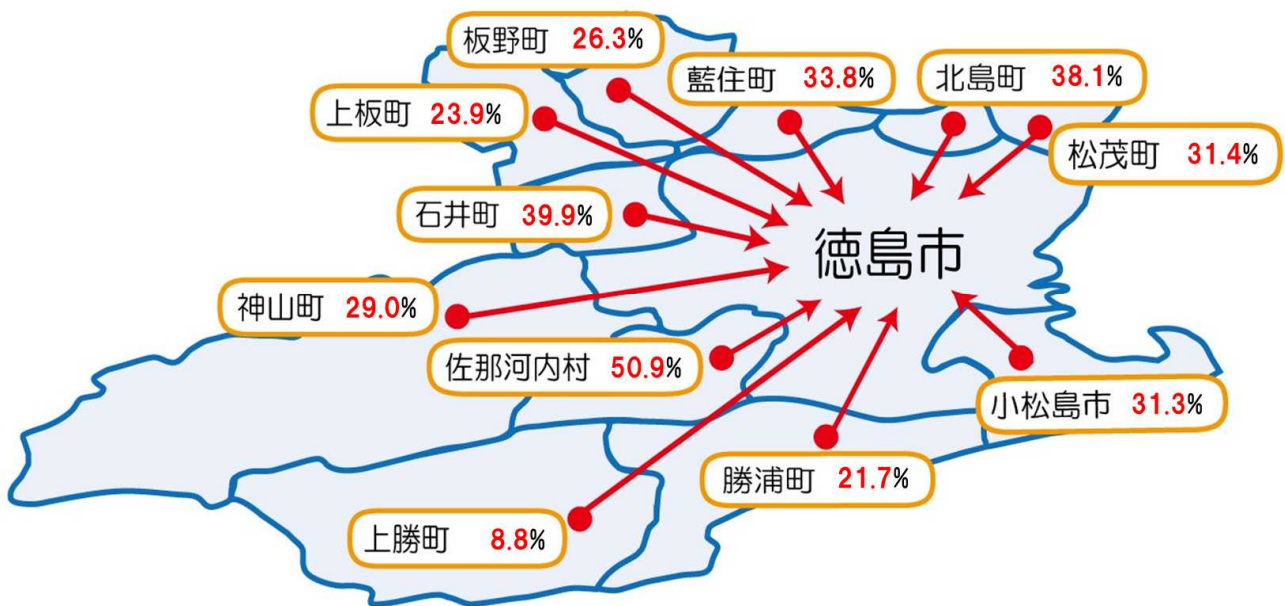 板野町 26.3%
藍住町 33.8%
北島町 38.1%
上板町 23.9%
松茂町 31.4%
石井町 39.9%
徳島市
神山町 29.0%
佐那河内村 50.9%
小松島市 31.3%
勝浦町 21.7%
上勝町 8.8%